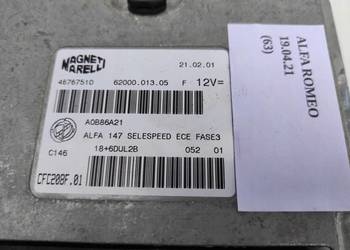 MAGNETI
MARELLI
21.02.01
46767510 62000.013.05 F 12V=
A0B86A21
ALFA 147 SELESPEED ECE FASE3
C146 18+6DUL2B 052 01
CFC208F.01
ALFA ROMEO
19.04.21
(63)